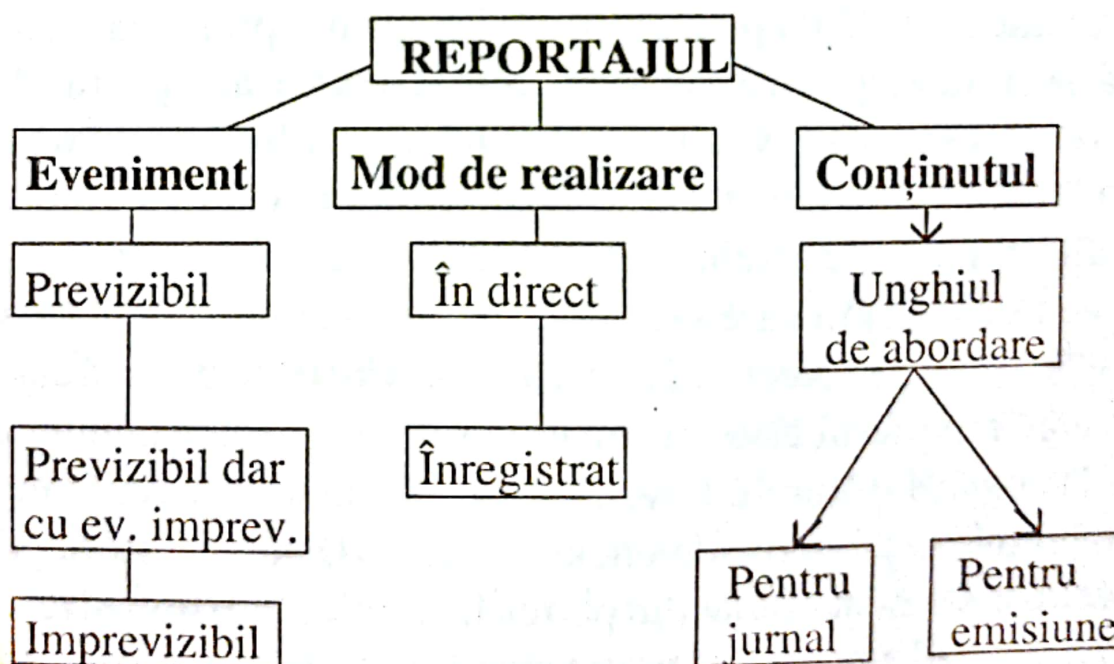 REPORTAJUL
Eveniment
Mod de realizare
Conținutul
Previzibil
În direct
Unghiul
de abordare
Previzibil dar
cu ev. imprev.
Înregistrat
Pentru
jurnal
Pentru
emisiune
Imprevizibil